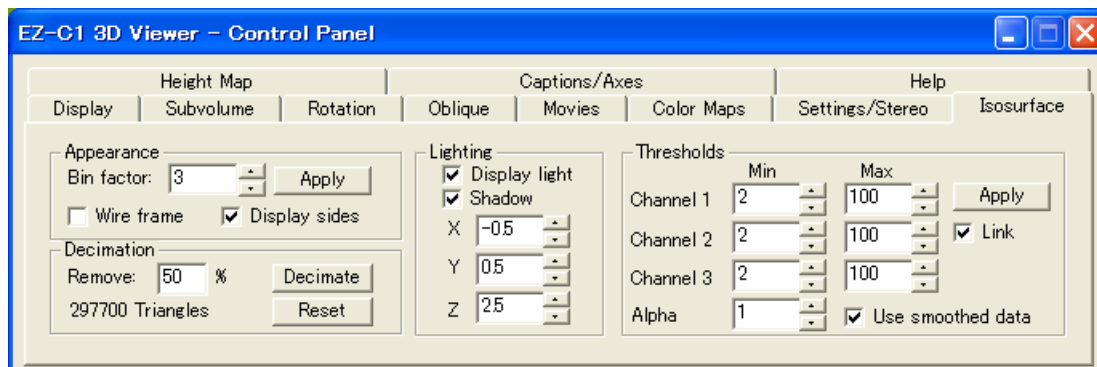 EZ-C1 3D Viewer - Control Panel
Height Map Captions/Axes Help
Display Subvolume Rotation Oblique Movies Color Maps Settings/Stereo Isosurface
Appearance
Bin factor: 3 Apply
Wire frame Display sides
Decimation
Remove: 50 % Decimate
297700 Triangles Reset
Lighting
Display light
Shadow
X -0.5
Y 0.5
Z 2.5
Thresholds
Min Max
Channel 1 2 100 Apply
Channel 2 2 100 Link
Channel 3 2 100
Alpha 1 Use smoothed data